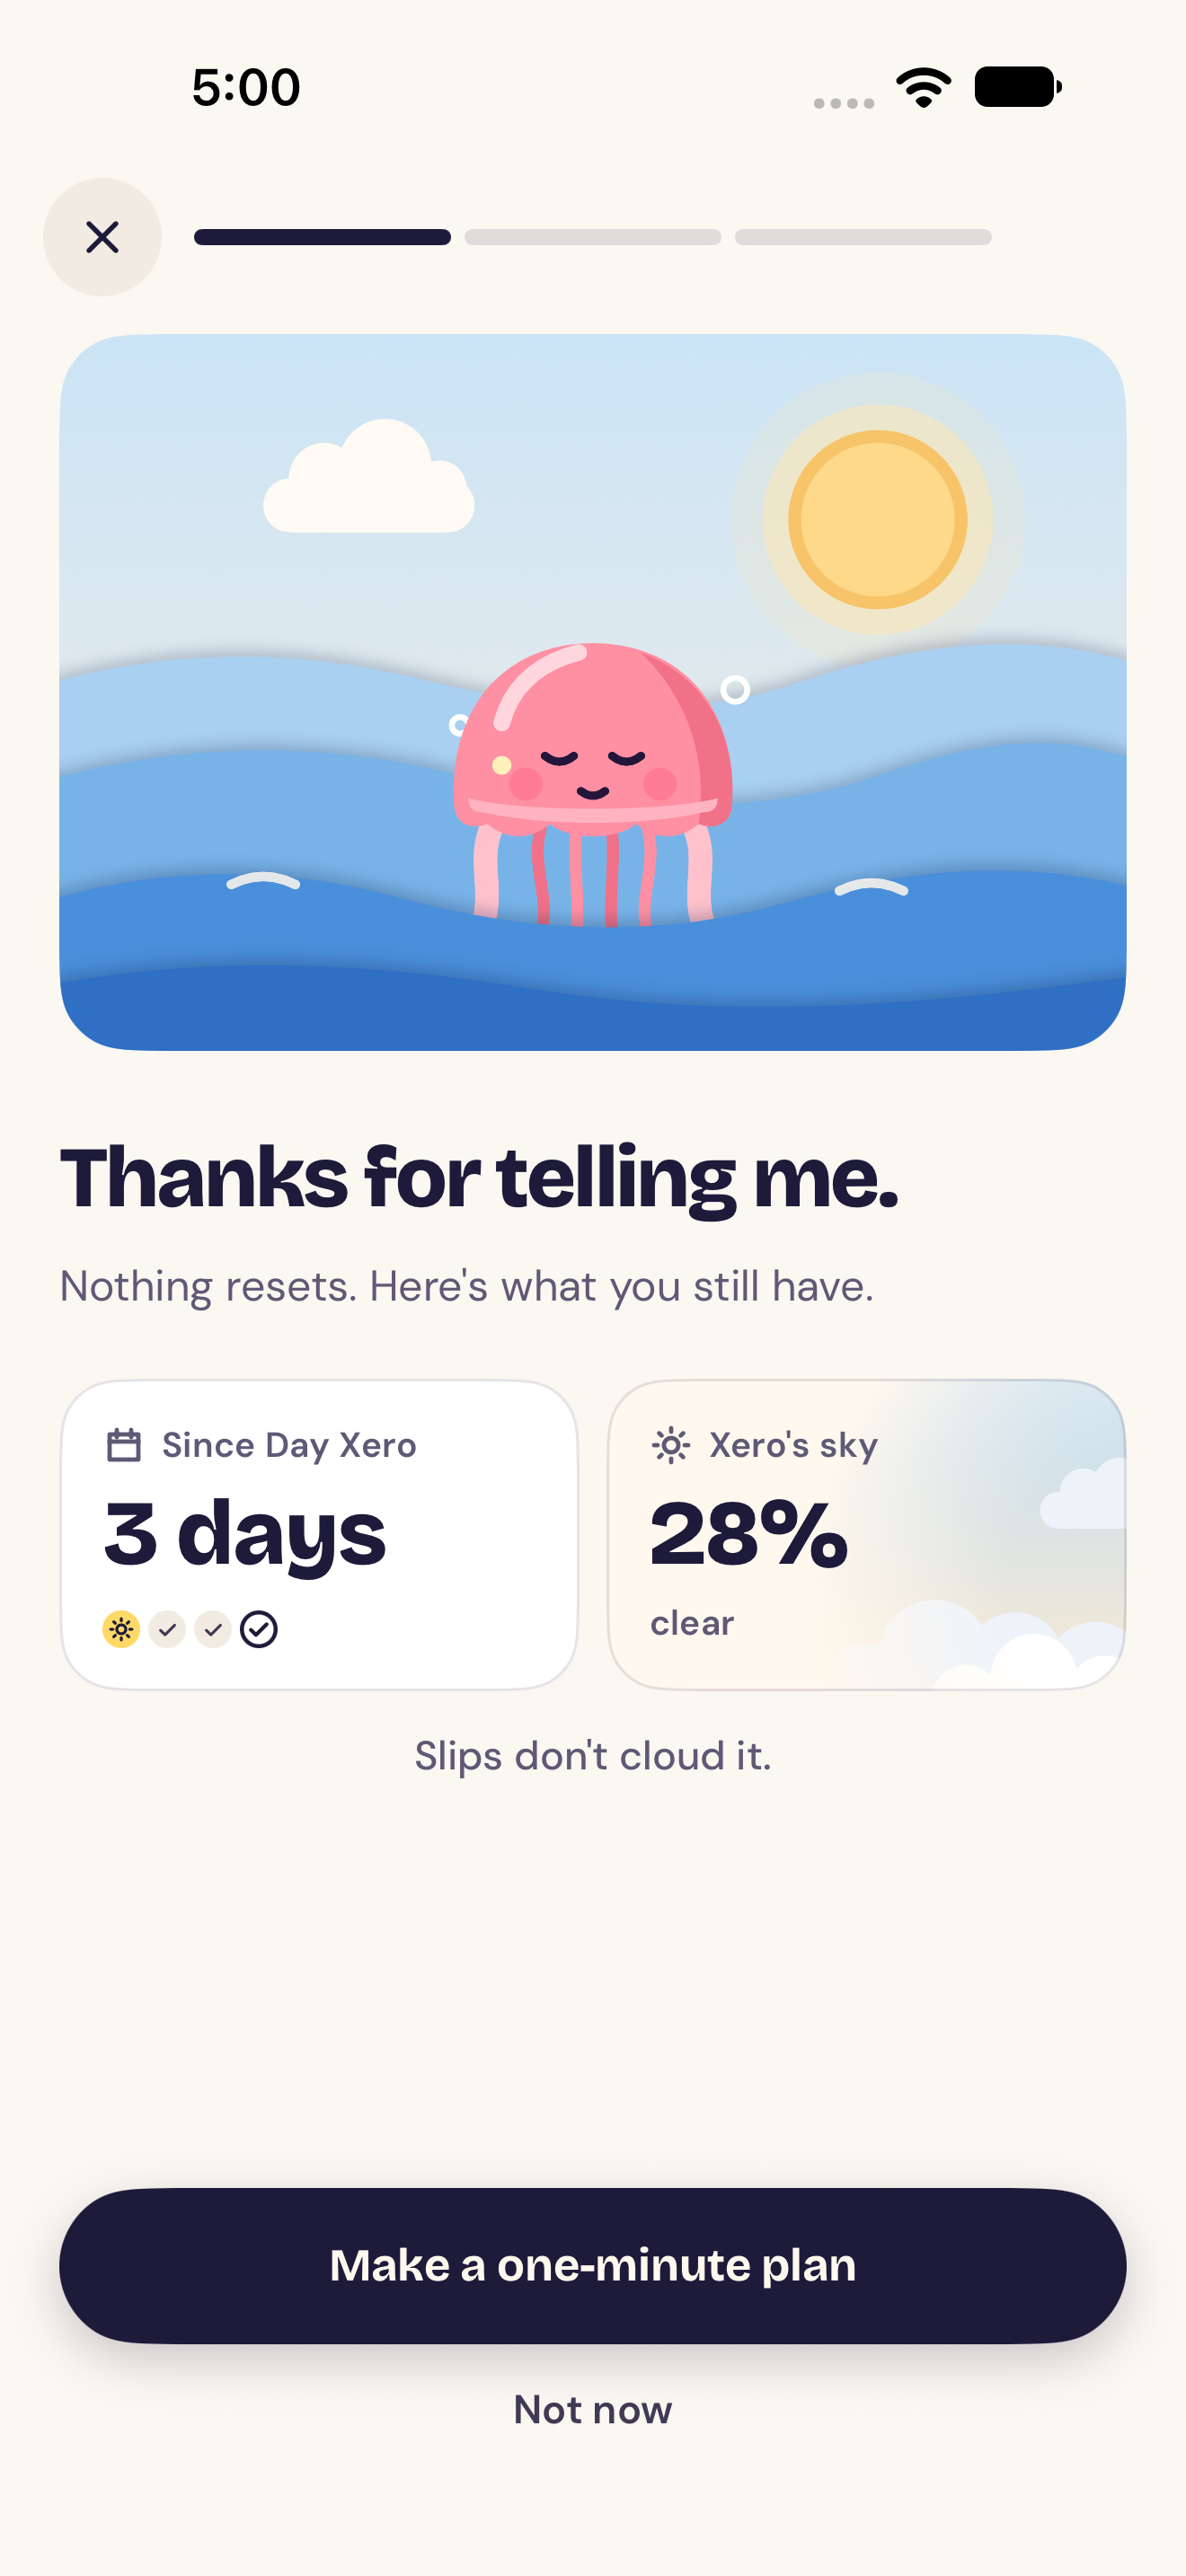 5:00
Thanks for telling me.
Nothing resets. Here's what you still have.
Since Day Xero
3 days
Xero's sky
28%
clear
Slips don't cloud it.
Make a one-minute plan
Not now